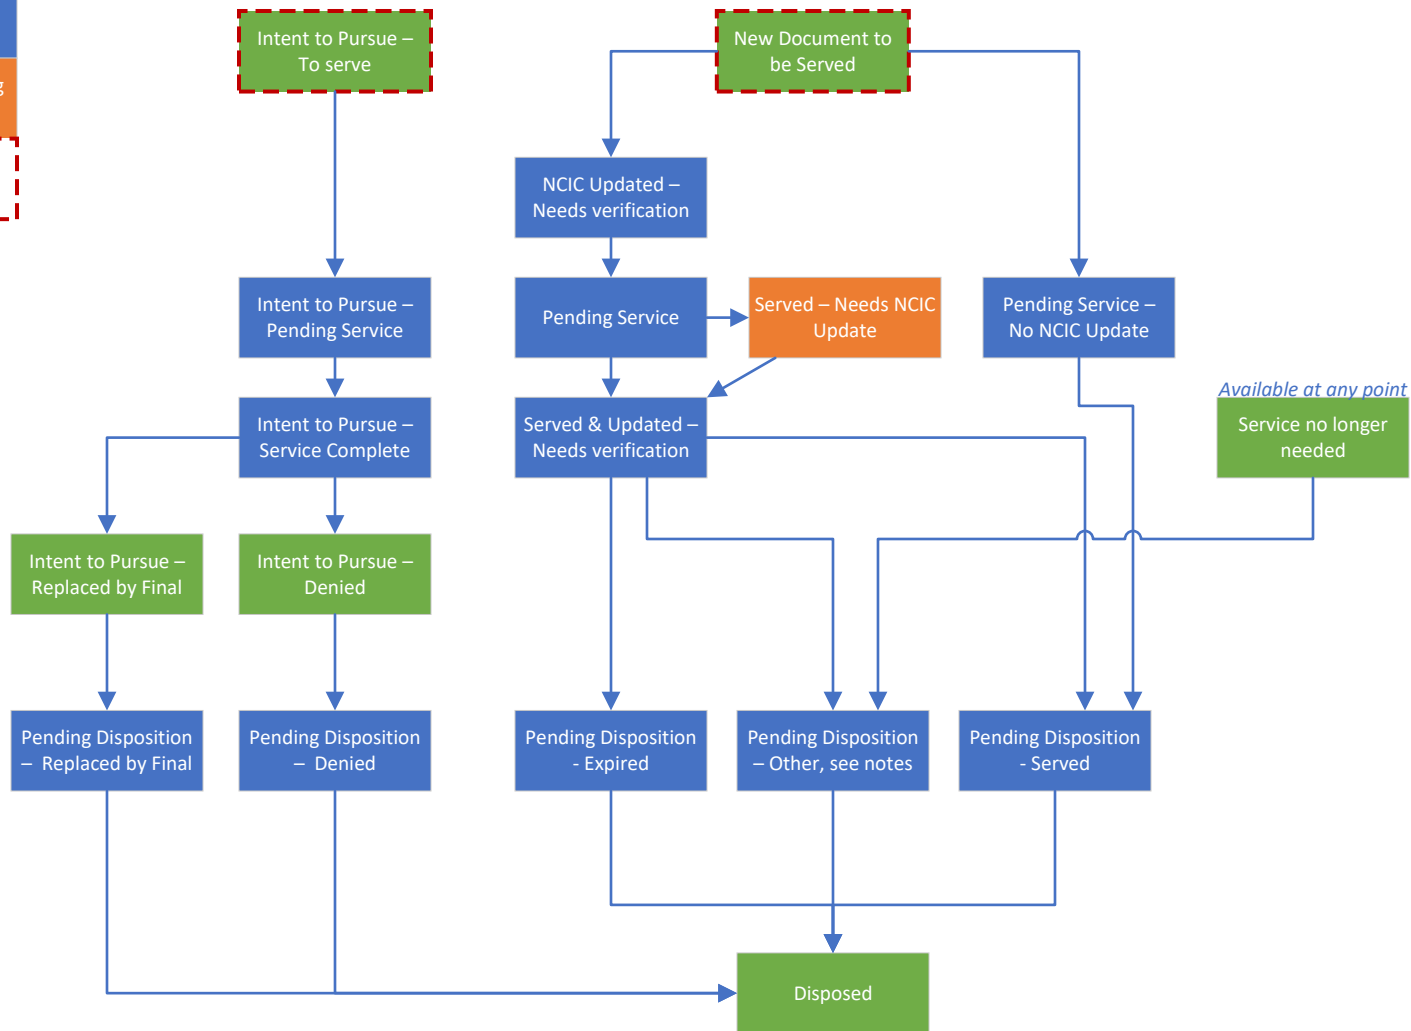 Intent to Pursue –
To serve
New Document to
be Served
g
NCIC Updated –
Needs verification
Intent to Pursue –
Pending Service
Pending Service
Served – Needs NCIC
Update
Pending Service –
No NCIC Update
Available at any point
Intent to Pursue –
Service Complete
Served & Updated –
Needs verification
Service no longer
needed
Intent to Pursue –
Replaced by Final
Intent to Pursue –
Denied
Pending Disposition
– Replaced by Final
Pending Disposition
– Denied
Pending Disposition
- Expired
Pending Disposition
– Other, see notes
Pending Disposition
- Served
Disposed